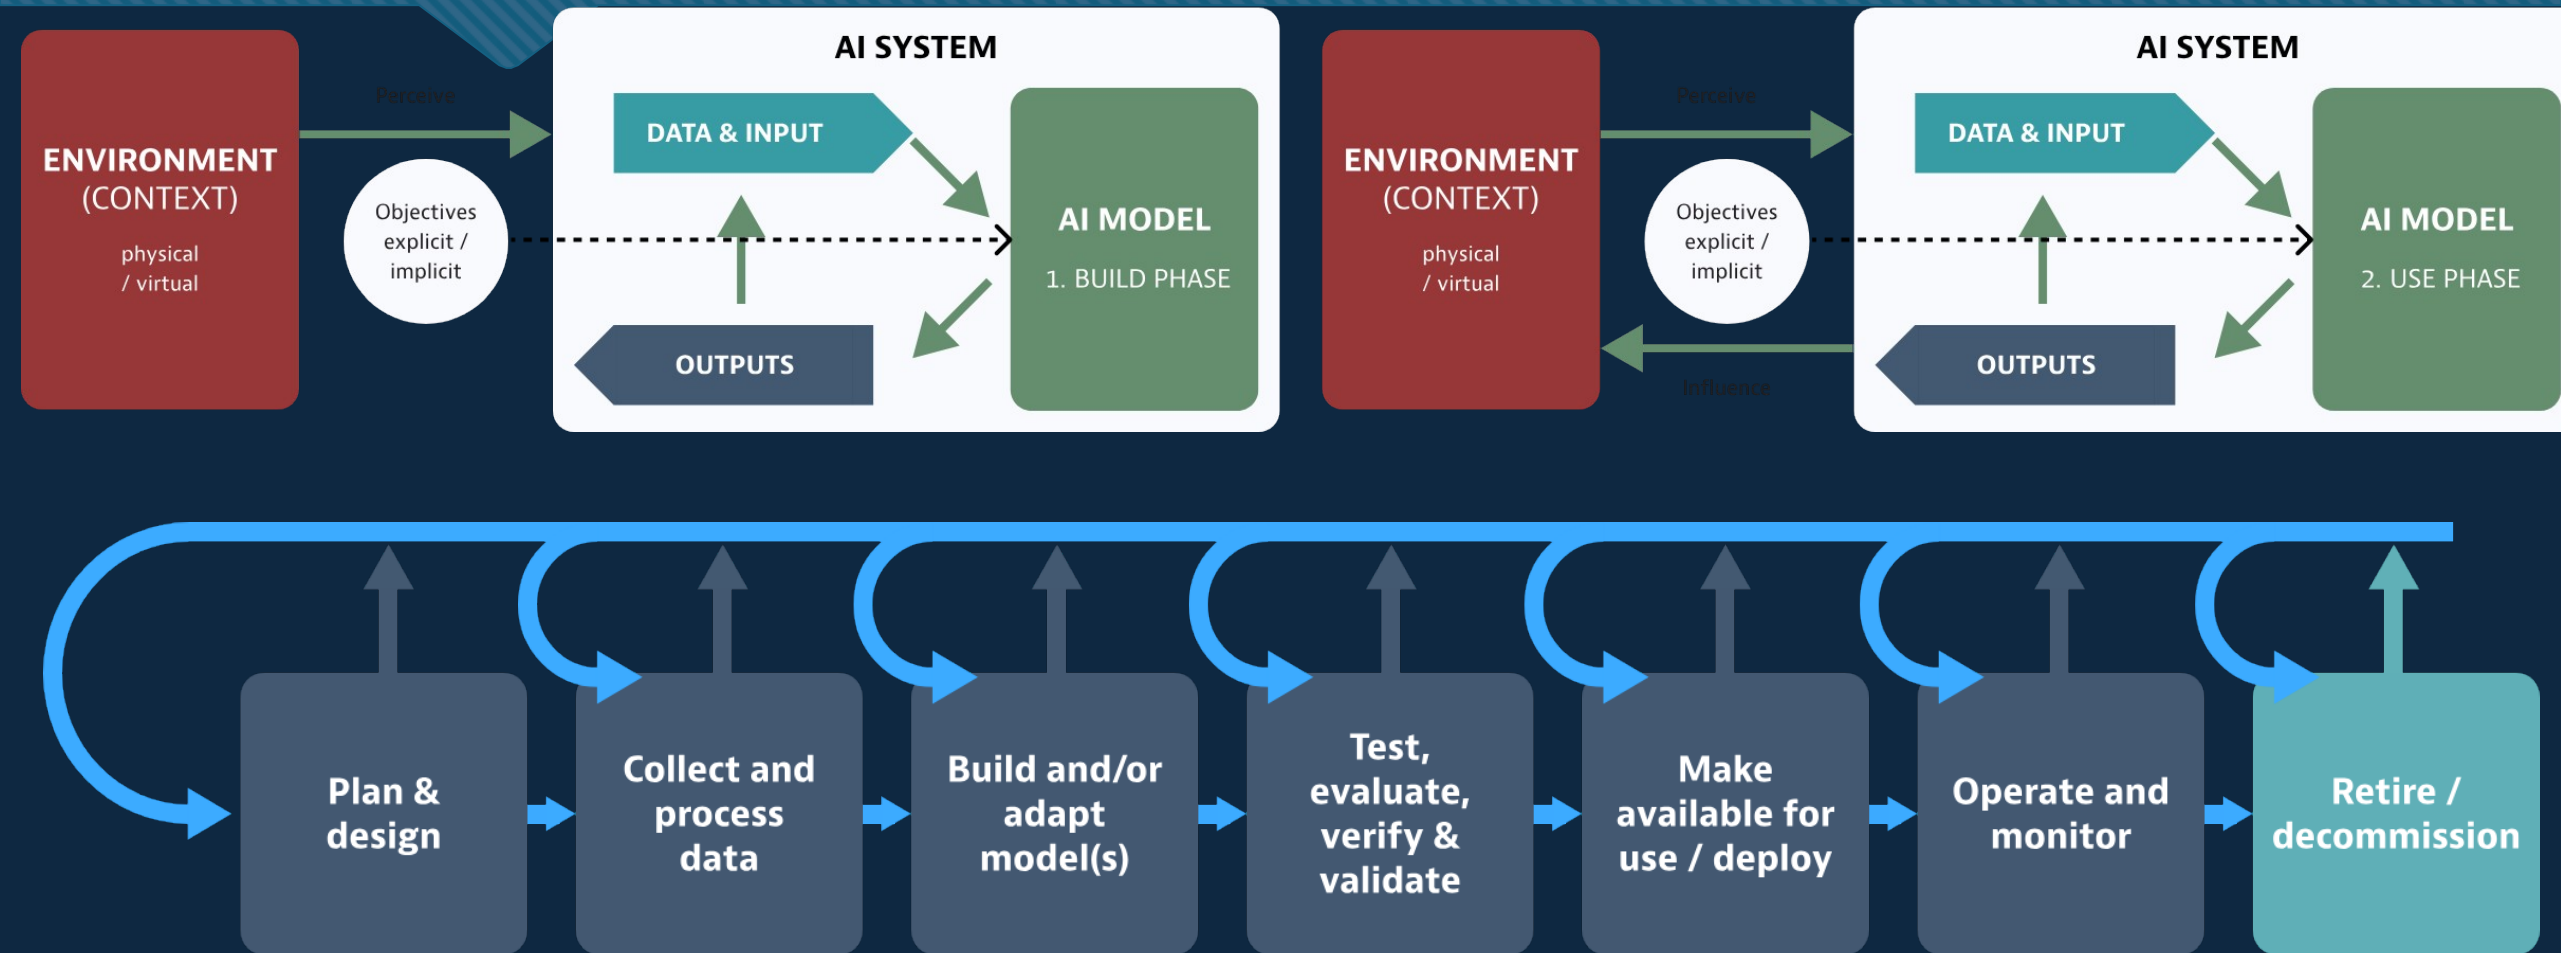 AI SYSTEM
ENVIRONMENT
(CONTEXT)
physical
/ virtual
Perceive
Objectives
explicit /
implicit
DATA & INPUT
OUTPUTS
AI MODEL
1. BUILD PHASE
AI SYSTEM
ENVIRONMENT
(CONTEXT)
physical
/ virtual
Perceive
Objectives
explicit /
implicit
Influence
DATA & INPUT
OUTPUTS
AI MODEL
2. USE PHASE
Plan &
design
Collect and
process
data
Build and/or
adapt
model(s)
Test,
evaluate,
verify &
validate
Make
available for
use / deploy
Operate and
monitor
Retire /
decommission